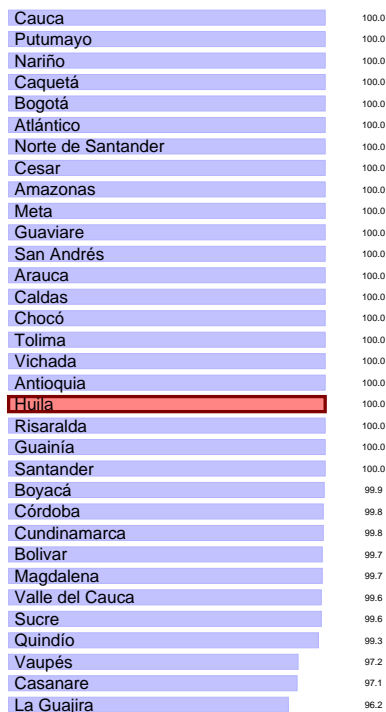 Cauca 100.0
Putumayo 100.0
Nariño 100.0
Caquetá 100.0
Bogotá 100.0
Atlántico 100.0
Norte de Santander 100.0
Cesar 100.0
Amazonas 100.0
Meta 100.0
Guaviare 100.0
San Andrés 100.0
Arauca 100.0
Caldas 100.0
Chocó 100.0
Tolima 100.0
Vichada 100.0
Antioquia 100.0
Huila 100.0
Risaralda 100.0
Guainía 100.0
Santander 100.0
Boyacá 99.9
Córdoba 99.8
Cundinamarca 99.8
Bolivar 99.7
Magdalena 99.7
Valle del Cauca 99.6
Sucre 99.6
Quindío 99.3
Vaupés 97.2
Casanare 97.1
La Guajira 96.2